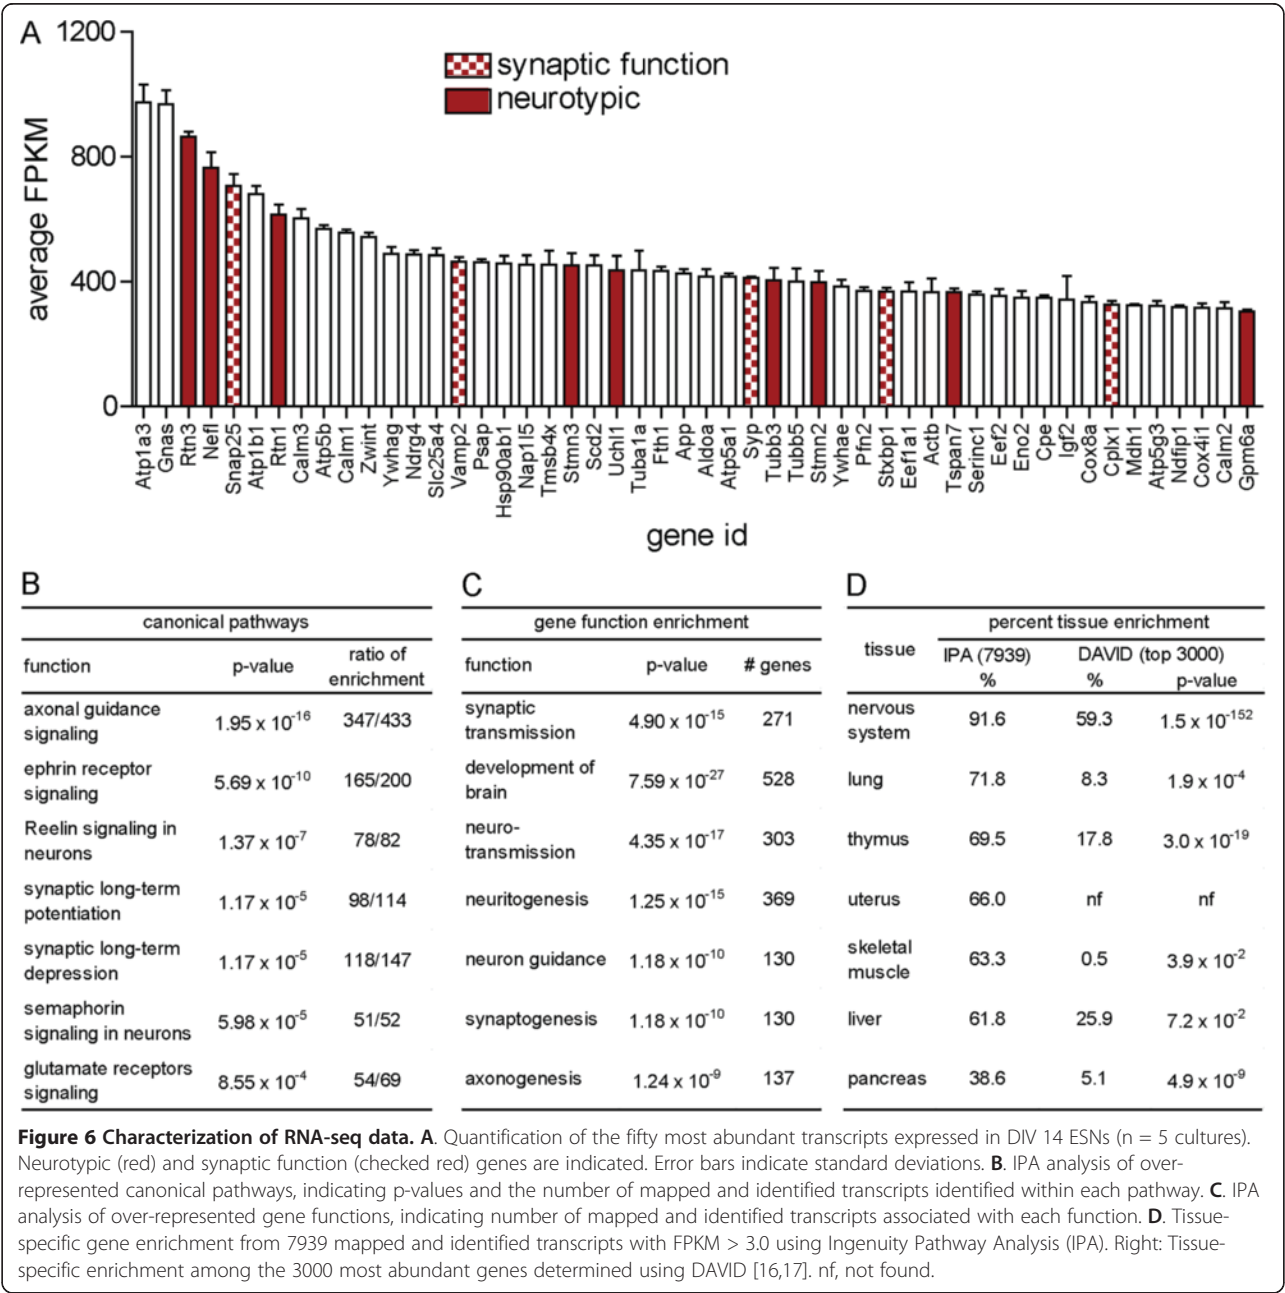 A
1200
800
400
0
average FPKM
synaptic function
neurotypic
Atp1a3 Gnas Rtn3 Nefl Snap25 Atp1b1 Rtn1 Calm3 Atp5b Calm1 Zwint Ywhag Ndrg4 Slc25a4 Vamp2 Psap Hsp90ab1 Nap1l5 Tmsb4x Stmn3 Scd2 Uchl1 Tuba1a Fth1 App Aldoa Atp5a1 Syp Tubb3 Tubb5 Stmn2 Ywhae Pfn2 Stxbp1 Eef1a1 Actb Tspan7 Serinc1 Eef2 Eno2 Cpe Igf2 Cox8a Cplx1 Mdh1 Atp5g3 Ndfip1 Cox4i1 Calm2 Gpm6a
gene id
B
canonical pathways
function p-value ratio of
enrichment
axonal guidance
signaling 1.95 x 10^-16 347/433
ephrin receptor
signaling 5.69 x 10^-10 165/200
Reelin signaling in
neurons 1.37 x 10^-7 78/82
synaptic long-term
potentiation 1.17 x 10^-5 98/114
synaptic long-term
depression 1.17 x 10^-5 118/147
semaphorin
signaling in neurons 5.98 x 10^-5 51/52
glutamate receptors
signaling 8.55 x 10^-4 54/69
C
gene function enrichment
function p-value # genes
synaptic
transmission 4.90 x 10^-15 271
development of
brain 7.59 x 10^-27 528
neuro-
transmission 4.35 x 10^-17 303
neuritogenesis 1.25 x 10^-15 369
neuron guidance 1.18 x 10^-10 130
synaptogenesis 1.18 x 10^-10 130
axonogenesis 1.24 x 10^-9 137
D
percent tissue enrichment
tissue IPA (7939) DAVID (top 3000)
% % p-value
nervous
system 91.6 59.3 1.5 x 10^-152
lung 71.8 8.3 1.9 x 10^-4
thymus 69.5 17.8 3.0 x 10^-19
uterus 66.0 nf nf
skeletal
muscle 63.3 0.5 3.9 x 10^-2
liver 61.8 25.9 7.2 x 10^-2
pancreas 38.6 5.1 4.9 x 10^-9
Figure 6 Characterization of RNA-seq data. A. Quantification of the fifty most abundant transcripts expressed in DIV 14 ESNs (n = 5 cultures).
Neurotypic (red) and synaptic function (checked red) genes are indicated. Error bars indicate standard deviations. B. IPA analysis of over-
represented canonical pathways, indicating p-values and the number of mapped and identified transcripts identified within each pathway. C. IPA
analysis of over-represented gene functions, indicating number of mapped and identified transcripts associated with each function. D. Tissue-
specific gene enrichment from 7939 mapped and identified transcripts with FPKM > 3.0 using Ingenuity Pathway Analysis (IPA). Right: Tissue-
specific enrichment among the 3000 most abundant genes determined using DAVID [16,17]. nf, not found.